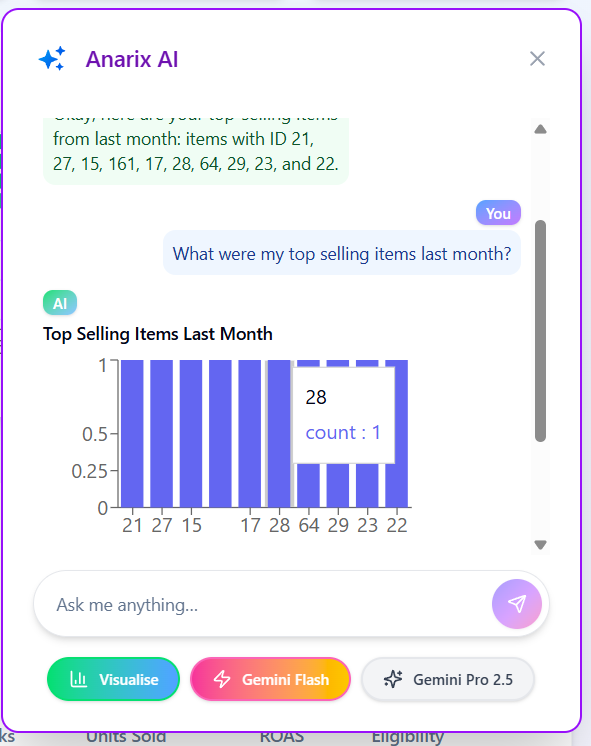 Anarix AI
Okay, here are your top-selling items
from last month: items with ID 21,
27, 15, 161, 17, 28, 64, 29, 23, and 22.
You
What were my top selling items last month?
AI
Top Selling Items Last Month
1
0.5
0.25
0
28
count : 1
21 27 15 17 28 64 29 23 22
Ask me anything...
Visualise
Gemini Flash
Gemini Pro 2.5
Units Sold
ROAS
Eligibility